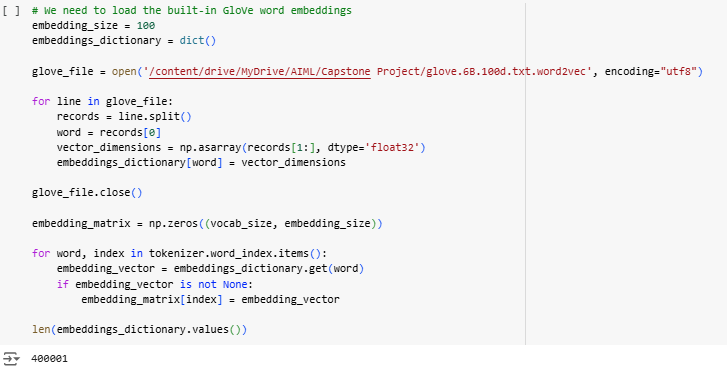 [ ] # We need to load the built-in GloVe word embeddings
embedding_size = 100
embeddings_dictionary = dict()
glove_file = open('/content/drive/MyDrive/AIML/Capstone Project/glove.6B.100d.txt.word2vec', encoding="utf8")
for line in glove_file:
records = line.split()
word = records[0]
vector_dimensions = np.asarray(records[1:], dtype='float32')
embeddings_dictionary[word] = vector_dimensions
glove_file.close()
embedding_matrix = np.zeros((vocab_size, embedding_size))
for word, index in tokenizer.word_index.items():
embedding_vector = embeddings_dictionary.get(word)
if embedding_vector is not None:
embedding_matrix[index] = embedding_vector
len(embeddings_dictionary.values())
400001